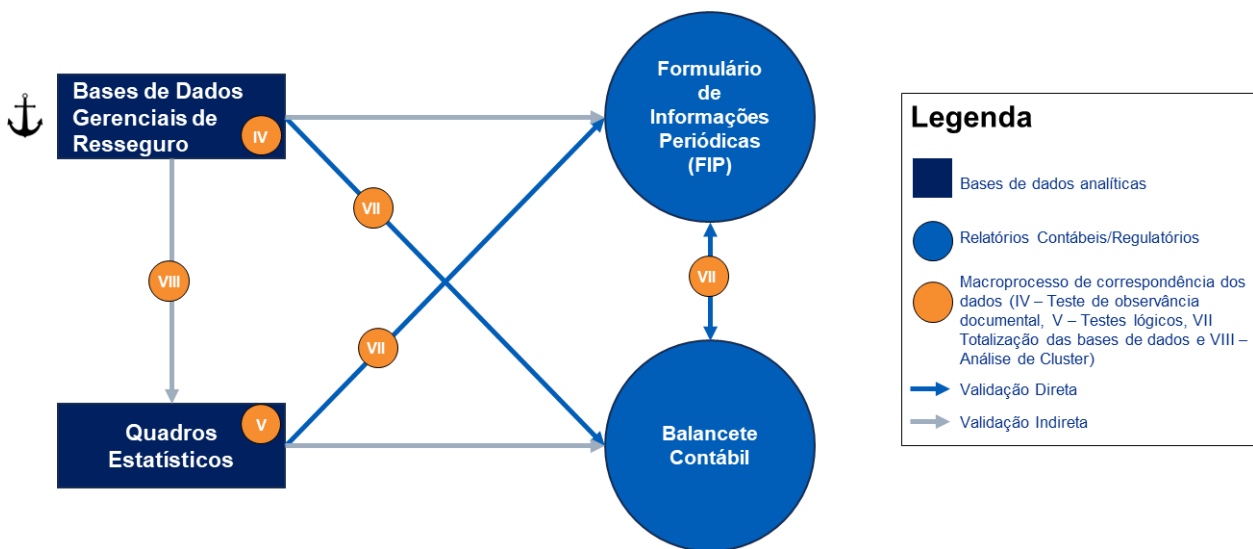 Bases de Dados
Gerenciais de
Resseguro
IV
Formulário
de
Informações
Periódicas
(FIP)
VII
VIII
VII
VII
Quadros
Estatísticos
V
Balancete
Contábil
Legenda
Bases de dados analíticas
Relatórios Contábeis/Regulatórios
Macroprocesso de correspondência dos
dados (IV – Teste de observância
documental, V – Testes lógicos, VII
Totalização das bases de dados e VIII –
Análise de Cluster)
Validação Direta
Validação Indireta